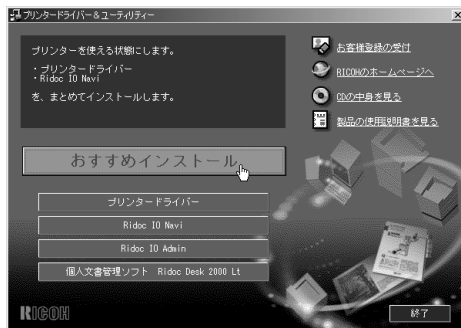 プリンタードライバー＆ユーティリティー
プリンターを使える状態にします。
・プリンタードライバー
・Ridoc IO Navi
を、まとめてインストールします。
お客様登録の受付
RICOHのホームページへ
CDの中身を見る
製品の使用説明書を見る
おすすめインストール
プリンタードライバー
Ridoc IO Navi
Ridoc IO Admin
個人文書管理ソフト　Ridoc Desk 2000 Lt
RICOH
終了